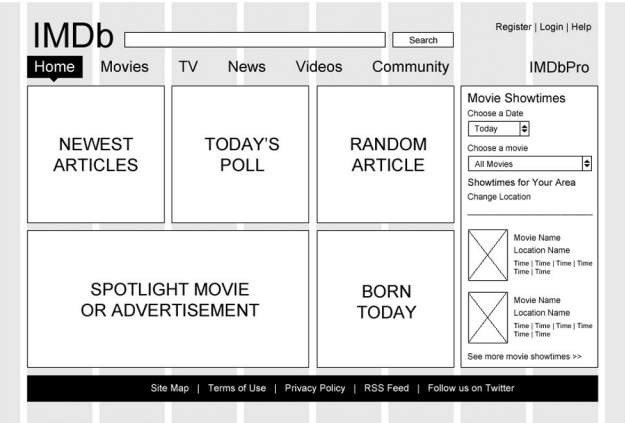 Register | Login | Help
IMDb
Search
Home Movies TV News Videos Community IMDbPro
NEWEST
ARTICLES
TODAY'S
POLL
RANDOM
ARTICLE
SPOTLIGHT MOVIE
OR ADVERTISEMENT
BORN
TODAY
Movie Showtimes
Choose a Date
Today
Choose a movie
All Movies
Showtimes for Your Area
Change Location
Movie Name
Location Name
Time | Time | Time | Time
Time | Time
Movie Name
Location Name
Time | Time | Time | Time
Time | Time
See more movie showtimes >>
Site Map | Terms of Use | Privacy Policy | RSS Feed | Follow us on Twitter